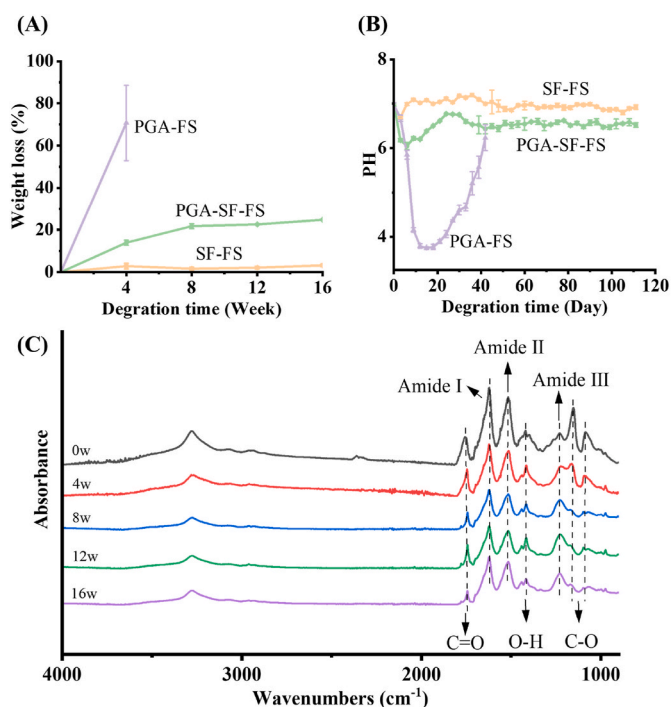 (A)
100
80
60
40
20
0
Weight loss (%)
PGA-FS
PGA-SF-FS
SF-FS
4
8
12
16
Degration time (Week)
(B)
8
6
4
PH
SF-FS
PGA-SF-FS
PGA-FS
0
20
40
60
80
100
120
Degration time (Day)
(C)
Absorbance
Amide I
Amide II
Amide III
0w
4w
8w
12w
16w
C=O
O-H
C-O
4000
3000
2000
1000
Wavenumbers (cm⁻¹)